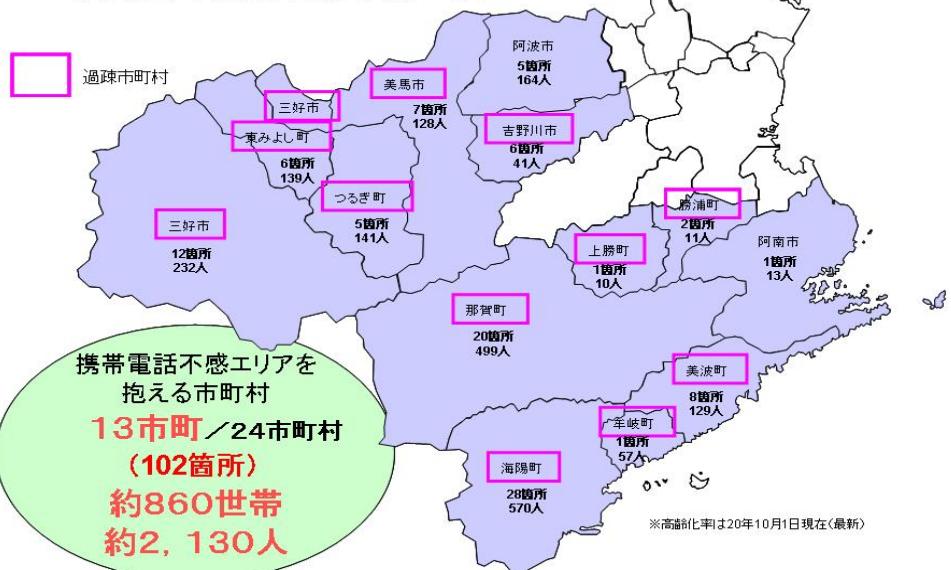 過疎市町村
阿波市
5箇所
164人
美馬市
7箇所
128人
三好市
東みよし町
6箇所
139人
吉野川市
6箇所
41人
つるぎ町
5箇所
141人
三好市
12箇所
232人
勝浦町
2箇所
11人
上勝町
1箇所
10人
阿南市
1箇所
13人
那賀町
20箇所
499人
美波町
8箇所
129人
牟岐町
1箇所
57人
海陽町
28箇所
570人
携帯電話不感エリアを
抱える市町村
13市町／24市町村
（102箇所）
約860世帯
約2，130人
※高齢化率は20年10月1日現在（最新）